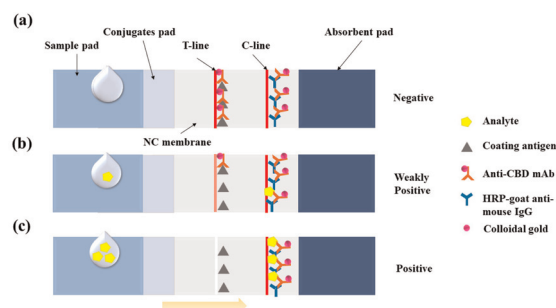 (a)
Sample pad
Conjugates pad
T-line
C-line
Absorbent pad
NC membrane
Negative
(b)
Weakly
Positive
(c)
Positive
Analyte
Coating antigen
Anti-CBD mAb
HRP-goat anti-
mouse IgG
Colloidal gold